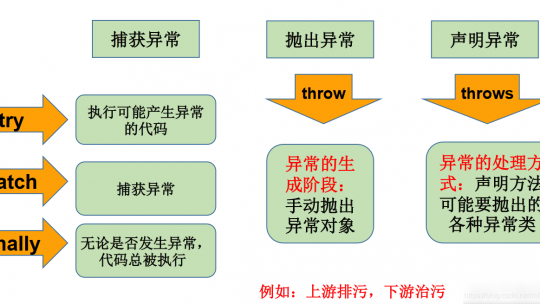 捕获异常
抛出异常
声明异常
try
执行可能产生异常
的代码
throw
throws
atch
捕获异常
异常的生
成阶段：
手动抛出
异常对象
异常的处理方
式：声明方法
可能要抛出的
各种异常类
nally
无论是否发生异常，
代码总被执行
例如：上游排污，下游治污